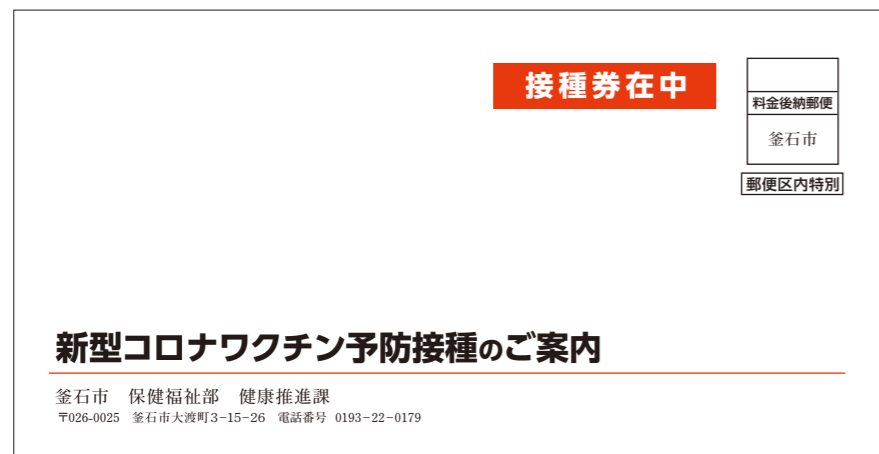 接種券在中
料金後納郵便
釜石市
郵便区内特別
新型コロナワクチン予防接種のご案内
釜石市　保健福祉部　健康推進課
〒026-0025　釜石市大渡町3-15-26　電話番号 0193-22-0179